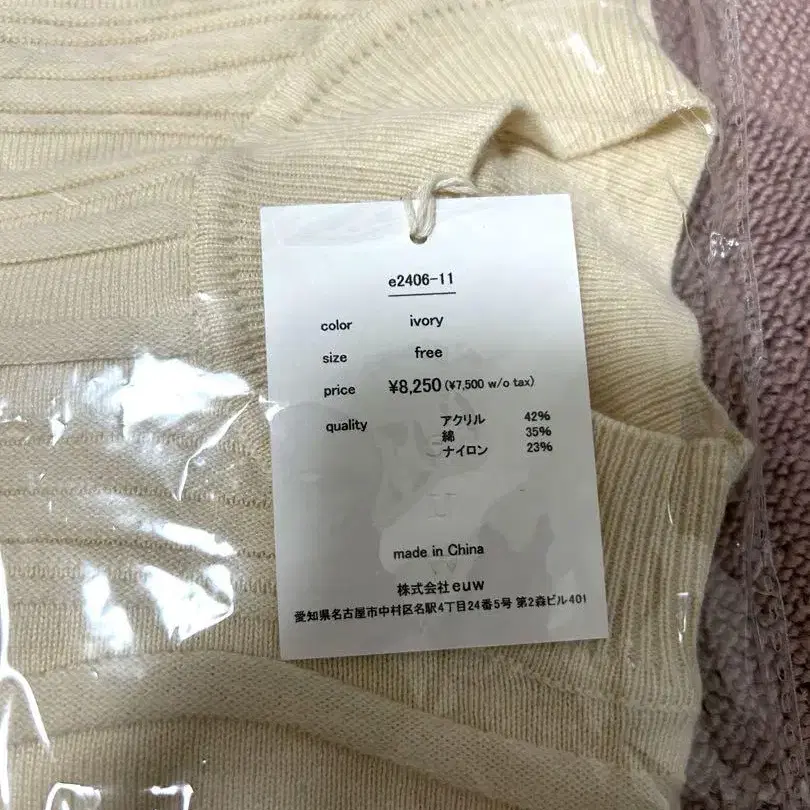 e2406-11
color ivory
size free
price ¥8,250 (¥7,500 w/o tax)
quality アクリル 42%
綿 35%
ナイロン 23%
made in China
株式会社euw
愛知県名古屋市中村区名駅4丁目24番5号 第2森ビル401